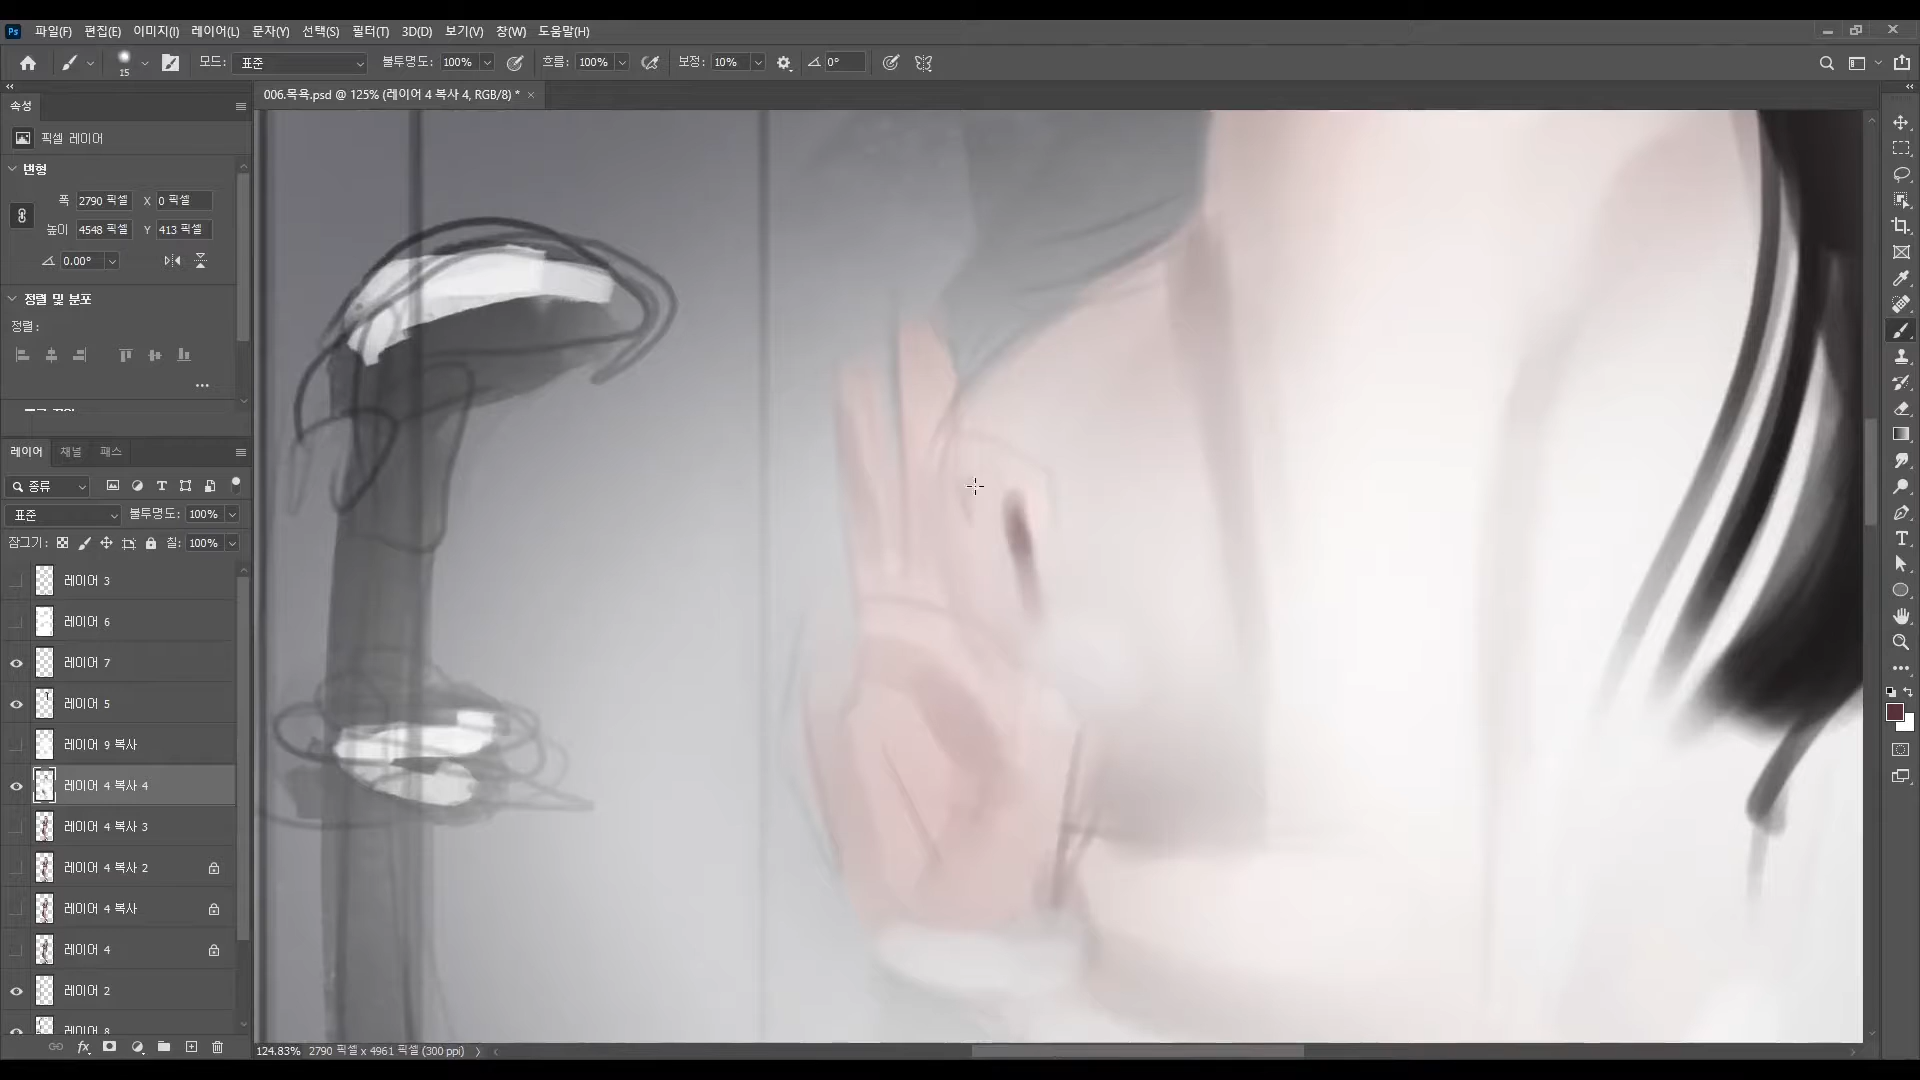 Ps 파일(F) 편집(E) 이미지(I) 레이어(L) 문자(Y) 선택(S) 필터(T) 3D(D) 보기(V) 창(W) 도움말(H)
15 모드: 표준 불투명도: 100% 흐름: 100% 보정: 10% 0°
006.목욕.psd @ 125% (레이어 4 복사 4, RGB/8) * ×
속성
픽셀 레이어
변형
폭 2790 픽셀 X 0 픽셀
높이 4548 픽셀 Y 413 픽셀
0.00°
정렬 및 분포
정렬:
레이어 채널 패스
종류
표준 불투명도: 100%
잠그기: 칠: 100%
레이어 3
레이어 6
레이어 7
레이어 5
레이어 9 복사
레이어 4 복사 4
레이어 4 복사 3
레이어 4 복사 2
레이어 4 복사
레이어 4
레이어 2
레이어 8
fx
124.83% 2790 픽셀 x 4961 픽셀 (300 ppi)